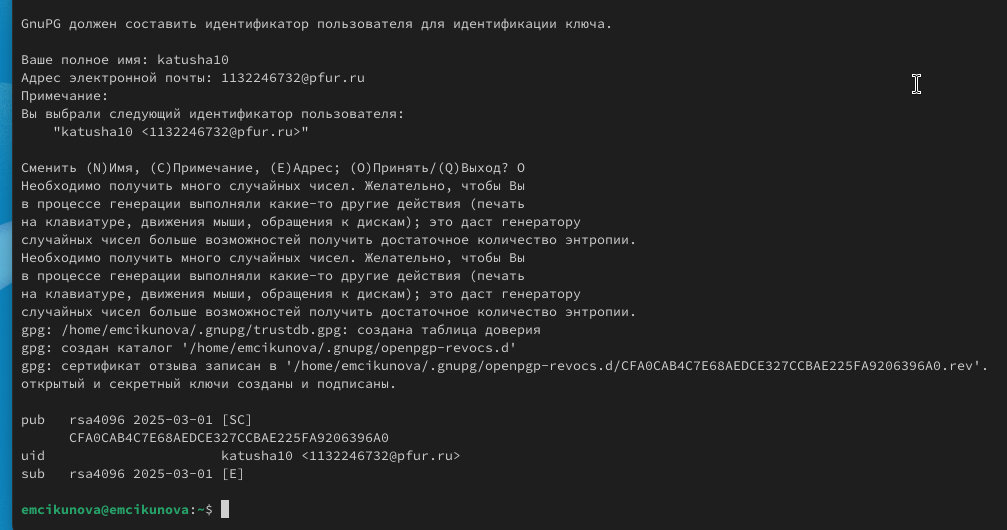 GnuPG должен составить идентификатор пользователя для идентификации ключа.
Ваше полное имя: katusha10
Адрес электронной почты: 1132246732@pfur.ru
Примечание:
Вы выбрали следующий идентификатор пользователя:
"katusha10 <1132246732@pfur.ru>"
Сменить (N)Имя, (C)Примечание, (E)Адрес; (O)Принять/(Q)Выход? O
Необходимо получить много случайных чисел. Желательно, чтобы Вы
в процессе генерации выполняли какие-то другие действия (печать
на клавиатуре, движения мыши, обращения к дискам); это даст генератору
случайных чисел больше возможностей получить достаточное количество энтропии.
Необходимо получить много случайных чисел. Желательно, чтобы Вы
в процессе генерации выполняли какие-то другие действия (печать
на клавиатуре, движения мыши, обращения к дискам); это даст генератору
случайных чисел больше возможностей получить достаточное количество энтропии.
gpg: /home/emcikunova/.gnupg/trustdb.gpg: создана таблица доверия
gpg: создан каталог '/home/emcikunova/.gnupg/openpgp-revocs.d'
gpg: сертификат отзыва записан в '/home/emcikunova/.gnupg/openpgp-revocs.d/CFA0CAB4C7E68AEDCE327CCBAE225FA9206396A0.rev'.
открытый и секретный ключи созданы и подписаны.
pub   rsa4096 2025-03-01 [SC]
CFA0CAB4C7E68AEDCE327CCBAE225FA9206396A0
uid                      katusha10 <1132246732@pfur.ru>
sub   rsa4096 2025-03-01 [E]
emcikunova@emcikunova:~$